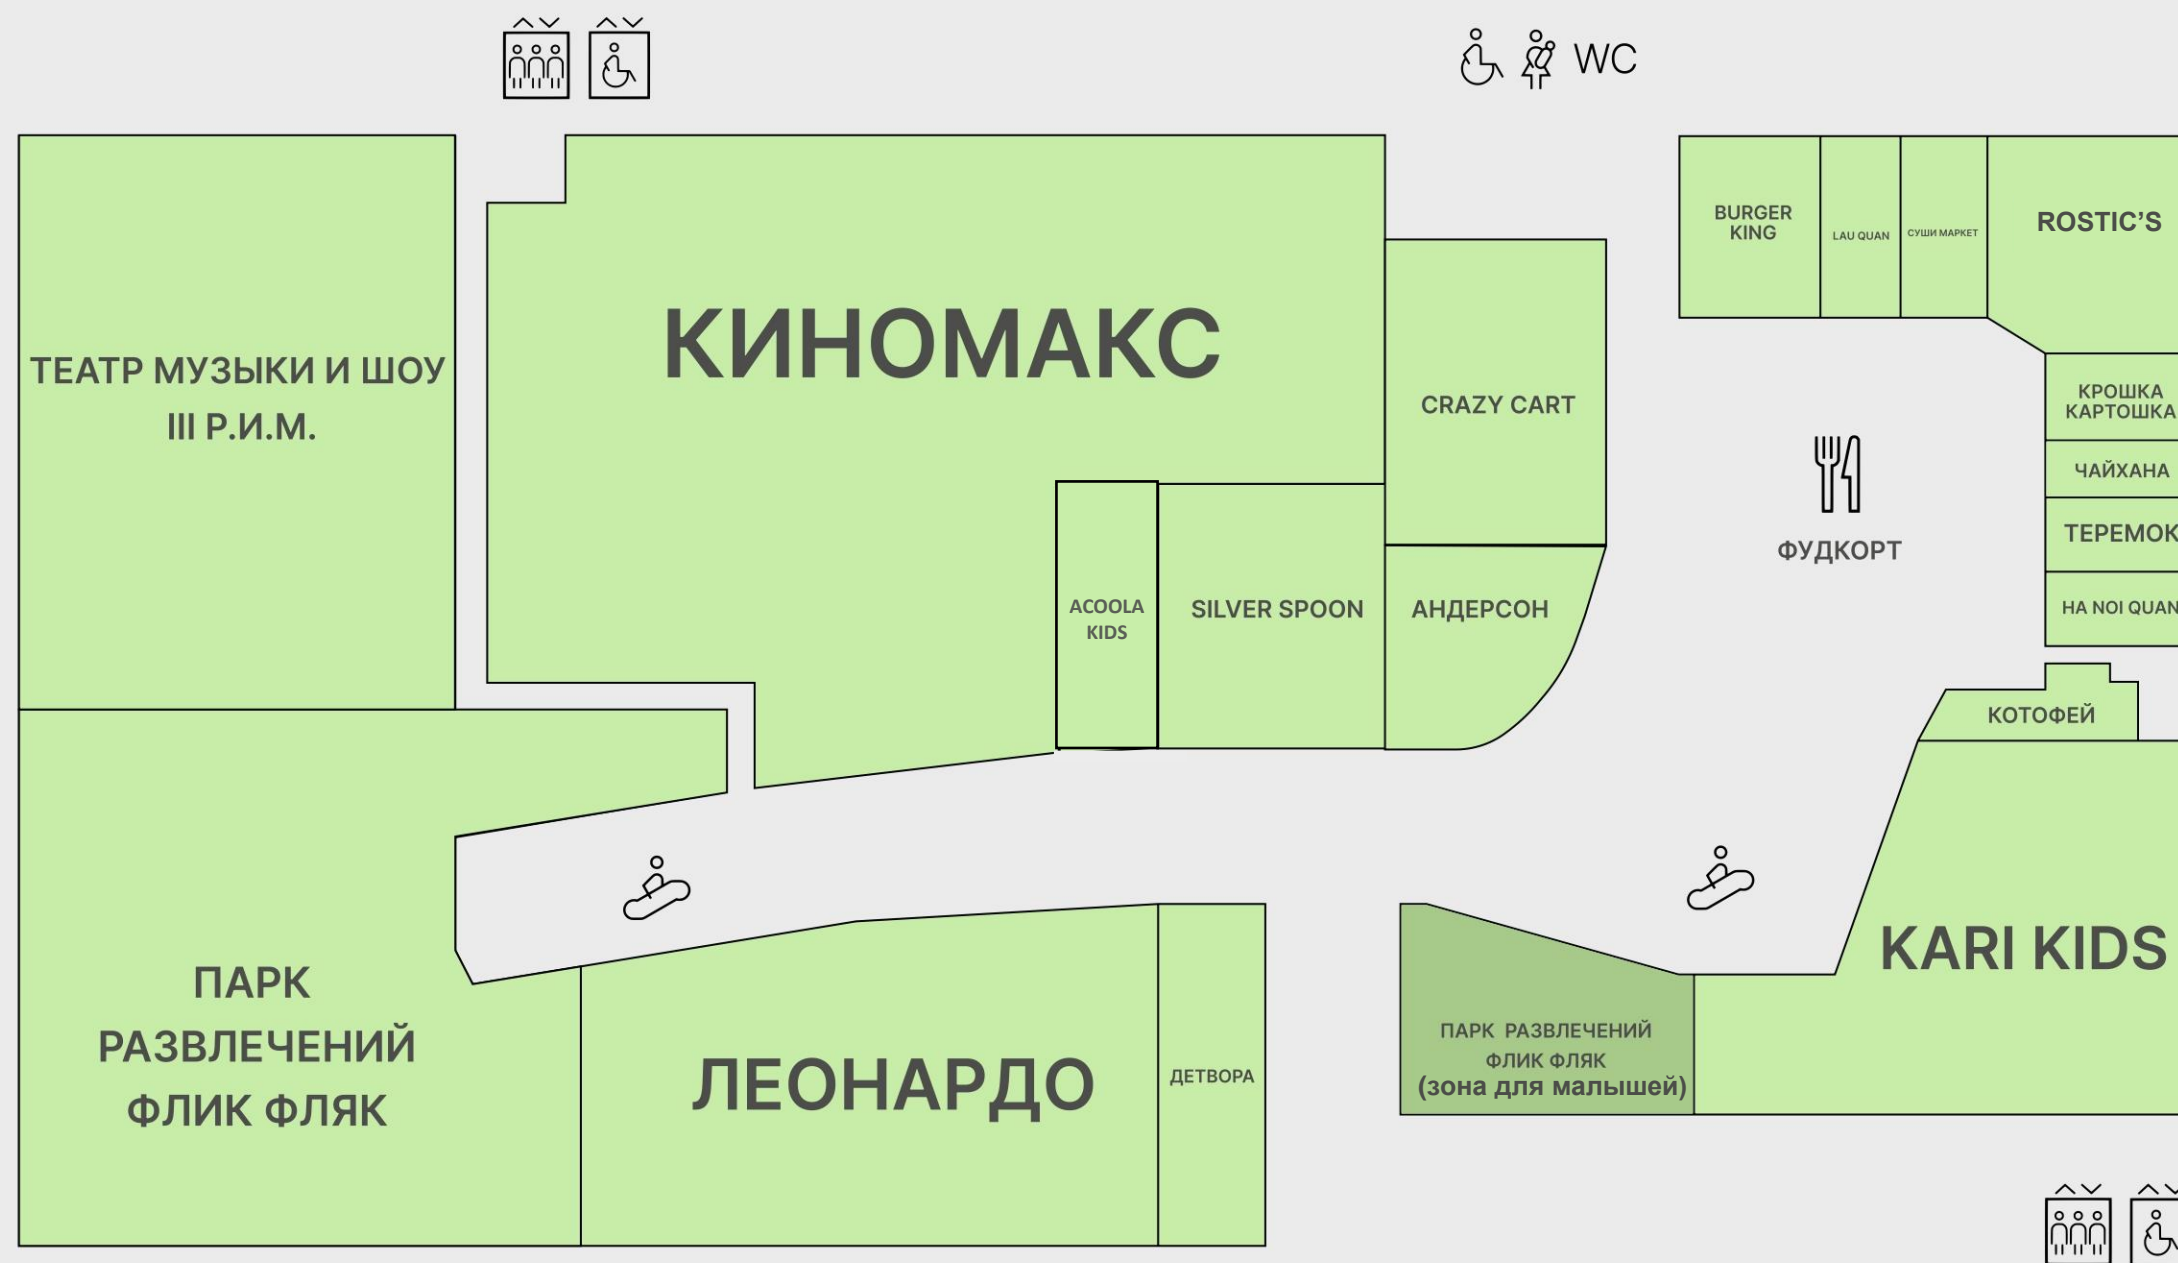 WC
ТЕАТР МУЗЫКИ И ШОУ
III Р.И.М.
КИНОМАКС
CRAZY CART
ACOOLA
KIDS
SILVER SPOON
АНДЕРСОН
BURGER
KING
LAU QUAN
СУШИ МАРКЕТ
ROSTIC'S
КРОШКА
КАРТОШКА
ЧАЙХАНА
ТЕРЕМОК
HA NOI QUAN
ФУДКОРТ
КОТОФЕЙ
KARI KIDS
ПАРК
РАЗВЛЕЧЕНИЙ
ФЛИК ФЛЯК
ЛЕОНАРДО
ДЕТВОРА
ПАРК РАЗВЛЕЧЕНИЙ
ФЛИК ФЛЯК
(зона для малышей)